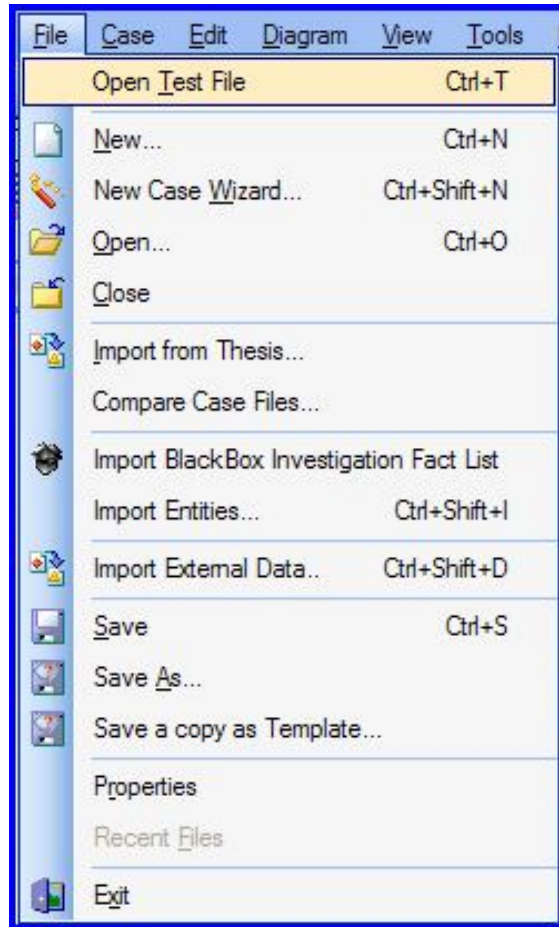 File Case Edit Diagram View Tools
Open Test File Ctrl+T
New... Ctrl+N
New Case Wizard... Ctrl+Shift+N
Open... Ctrl+O
Close
Import from Thesis...
Compare Case Files...
Import BlackBox Investigation Fact List
Import Entities... Ctrl+Shift+I
Import External Data.. Ctrl+Shift+D
Save Ctrl+S
Save As...
Save a copy as Template...
Properties
Recent Files
Exit